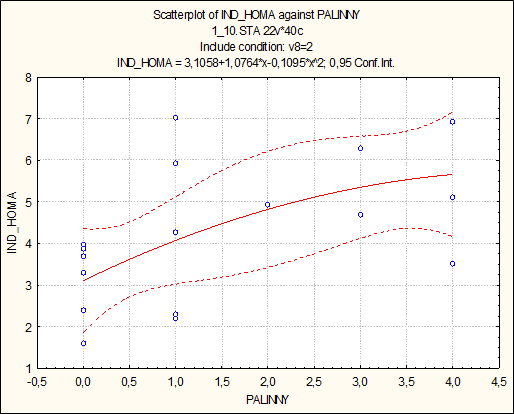 Scatterplot of IND_HOMA against PALINNY
1_10.STA 22v*40c
Include condition: v8=2
IND_HOMA = 3,1058+1,0764*x-0,1095*x^2; 0,95 Conf.Int.
8
7
6
5
4
3
2
1
IND_HOMA
-0,5 0,0 0,5 1,0 1,5 2,0 2,5 3,0 3,5 4,0 4,5
PALINNY